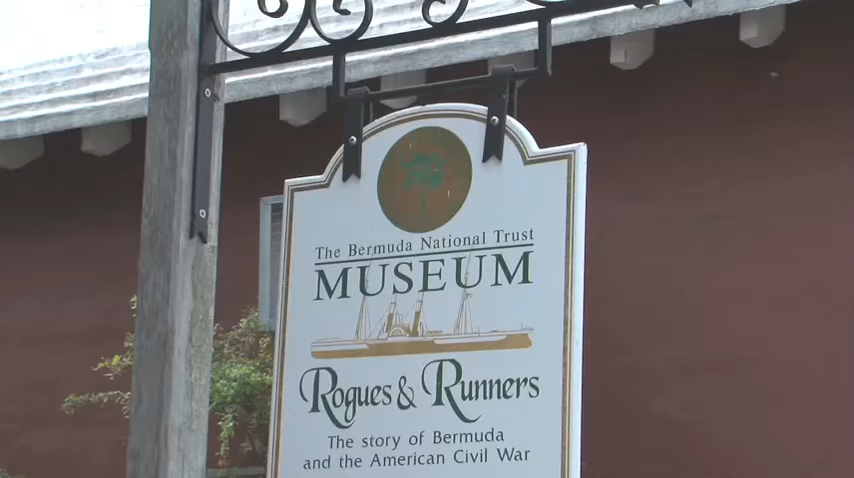 The Bermuda National Trust
MUSEUM
Rogues & Runners
The story of Bermuda
and the American Civil War